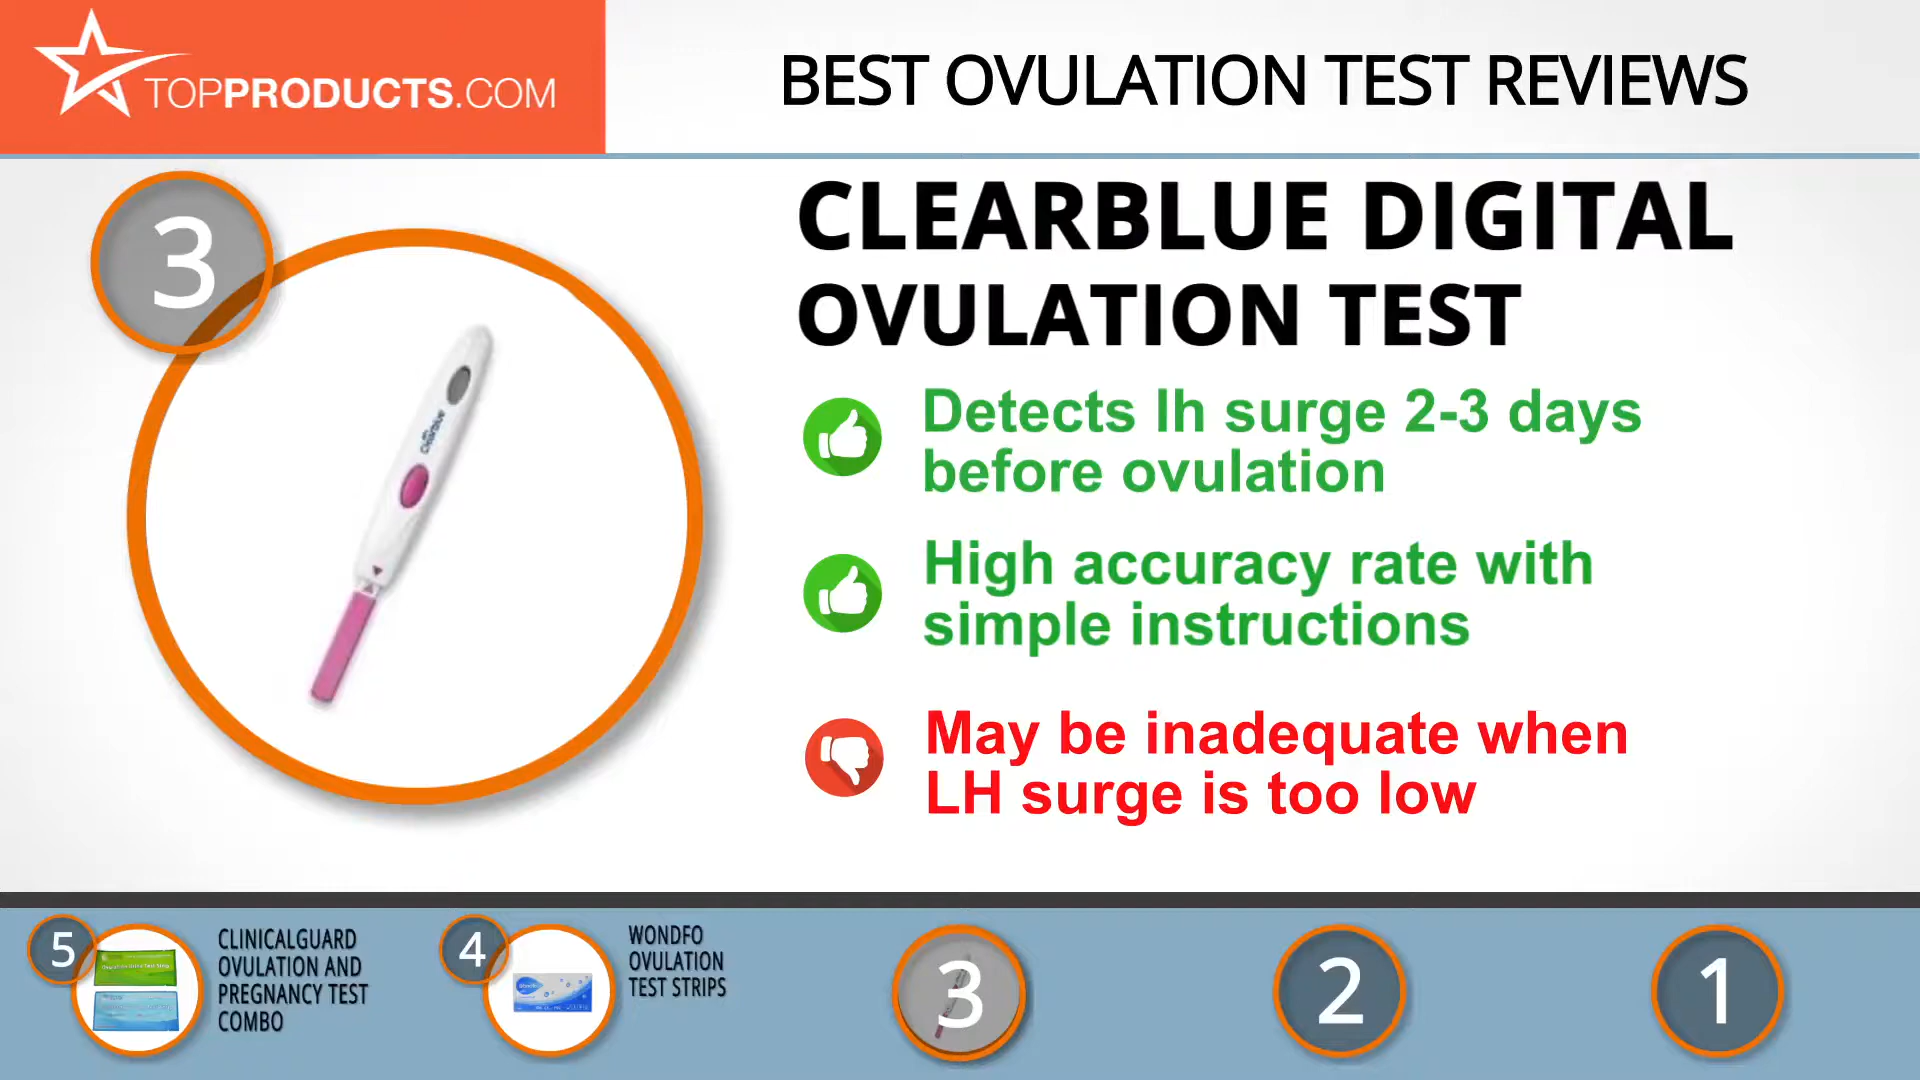 TOPPRODUCTS.COM
BEST OVULATION TEST REVIEWS
3
CLEARBLUE DIGITAL
OVULATION TEST
Clearblue
Detects lh surge 2-3 days
before ovulation
High accuracy rate with
simple instructions
May be inadequate when
LH surge is too low
5
CLINICALGUARD
OVULATION AND
PREGNANCY TEST
COMBO
4
WONDFO
OVULATION
TEST STRIPS
3
2
1